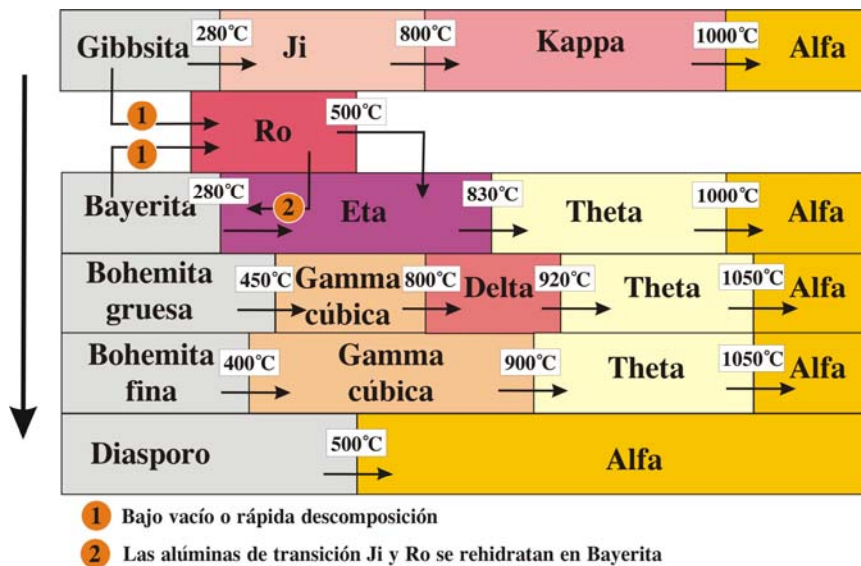 Gibbsita 280°C Ji 800°C Kappa 1000°C Alfa
1 Ro 500°C
1
Bayerita 280°C 2 Eta 830°C Theta 1000°C Alfa
Bohemita gruesa 450°C Gamma cúbica 800°C Delta 920°C Theta 1050°C Alfa
Bohemita fina 400°C Gamma cúbica 900°C Theta 1050°C Alfa
Diasporo 500°C Alfa
1 Bajo vacío o rápida descomposición
2 Las alúminas de transición Ji y Ro se rehidratan en Bayerita